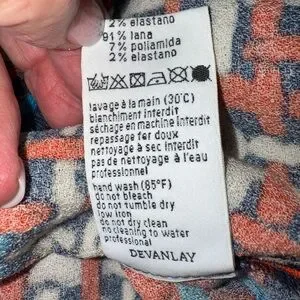 2% elastano
91% lana
7% poliamida
2% elastano
lavage à la main (30°C)
blanchiment interdit
séchage en machine interdit
repassage fer doux
nettoyage à sec interdit
pas de nettoyage à l'eau
professionnel
hand wash (85°F)
do not bleach
do not tumble dry
low iron
do not dry clean
no cleaning to water
professional
DEVANLAY